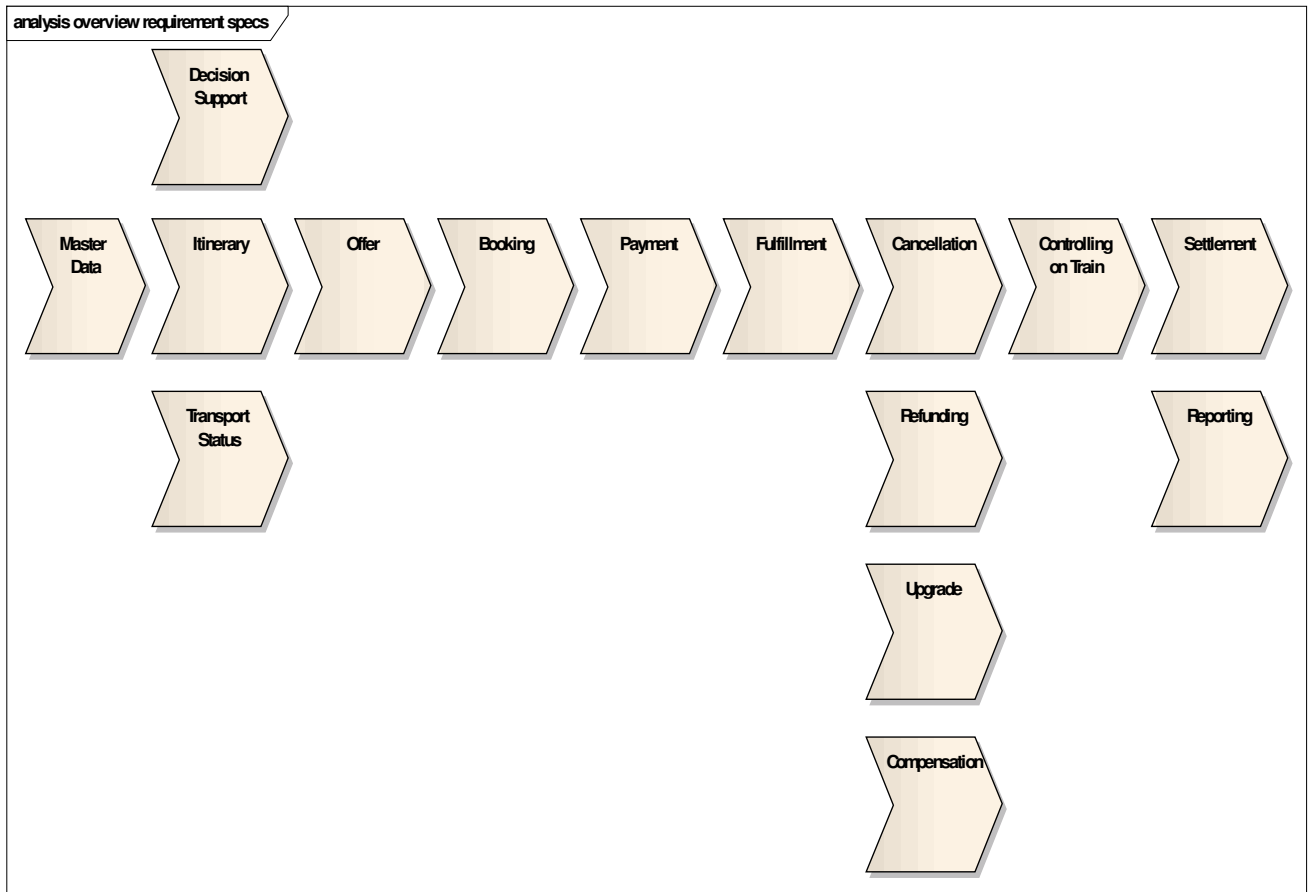 analysis overview requirement specs
Decision
Support
Master
Data
Itinerary
Offer
Booking
Payment
Fulfillment
Cancellation
Controlling
on Train
Settlement
Transport
Status
Refunding
Reporting
Upgrade
Compensation